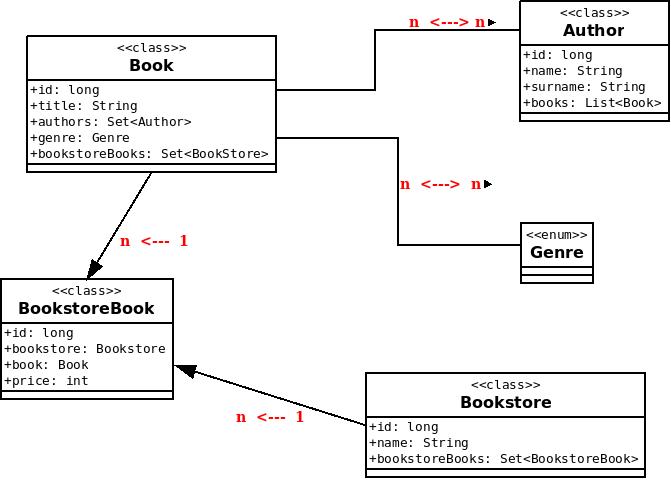 <<class>>
Book
+id: long
+title: String
+authors: Set<Author>
+genre: Genre
+bookstoreBooks: Set<BookStore>
n <---> n
<<class>>
Author
+id: long
+name: String
+surname: String
+books: List<Book>
n <---> n
<<enum>>
Genre
n <--- 1
<<class>>
BookstoreBook
+id: long
+bookstore: Bookstore
+book: Book
+price: int
n <--- 1
<<class>>
Bookstore
+id: long
+name: String
+bookstoreBooks: Set<BookstoreBook>